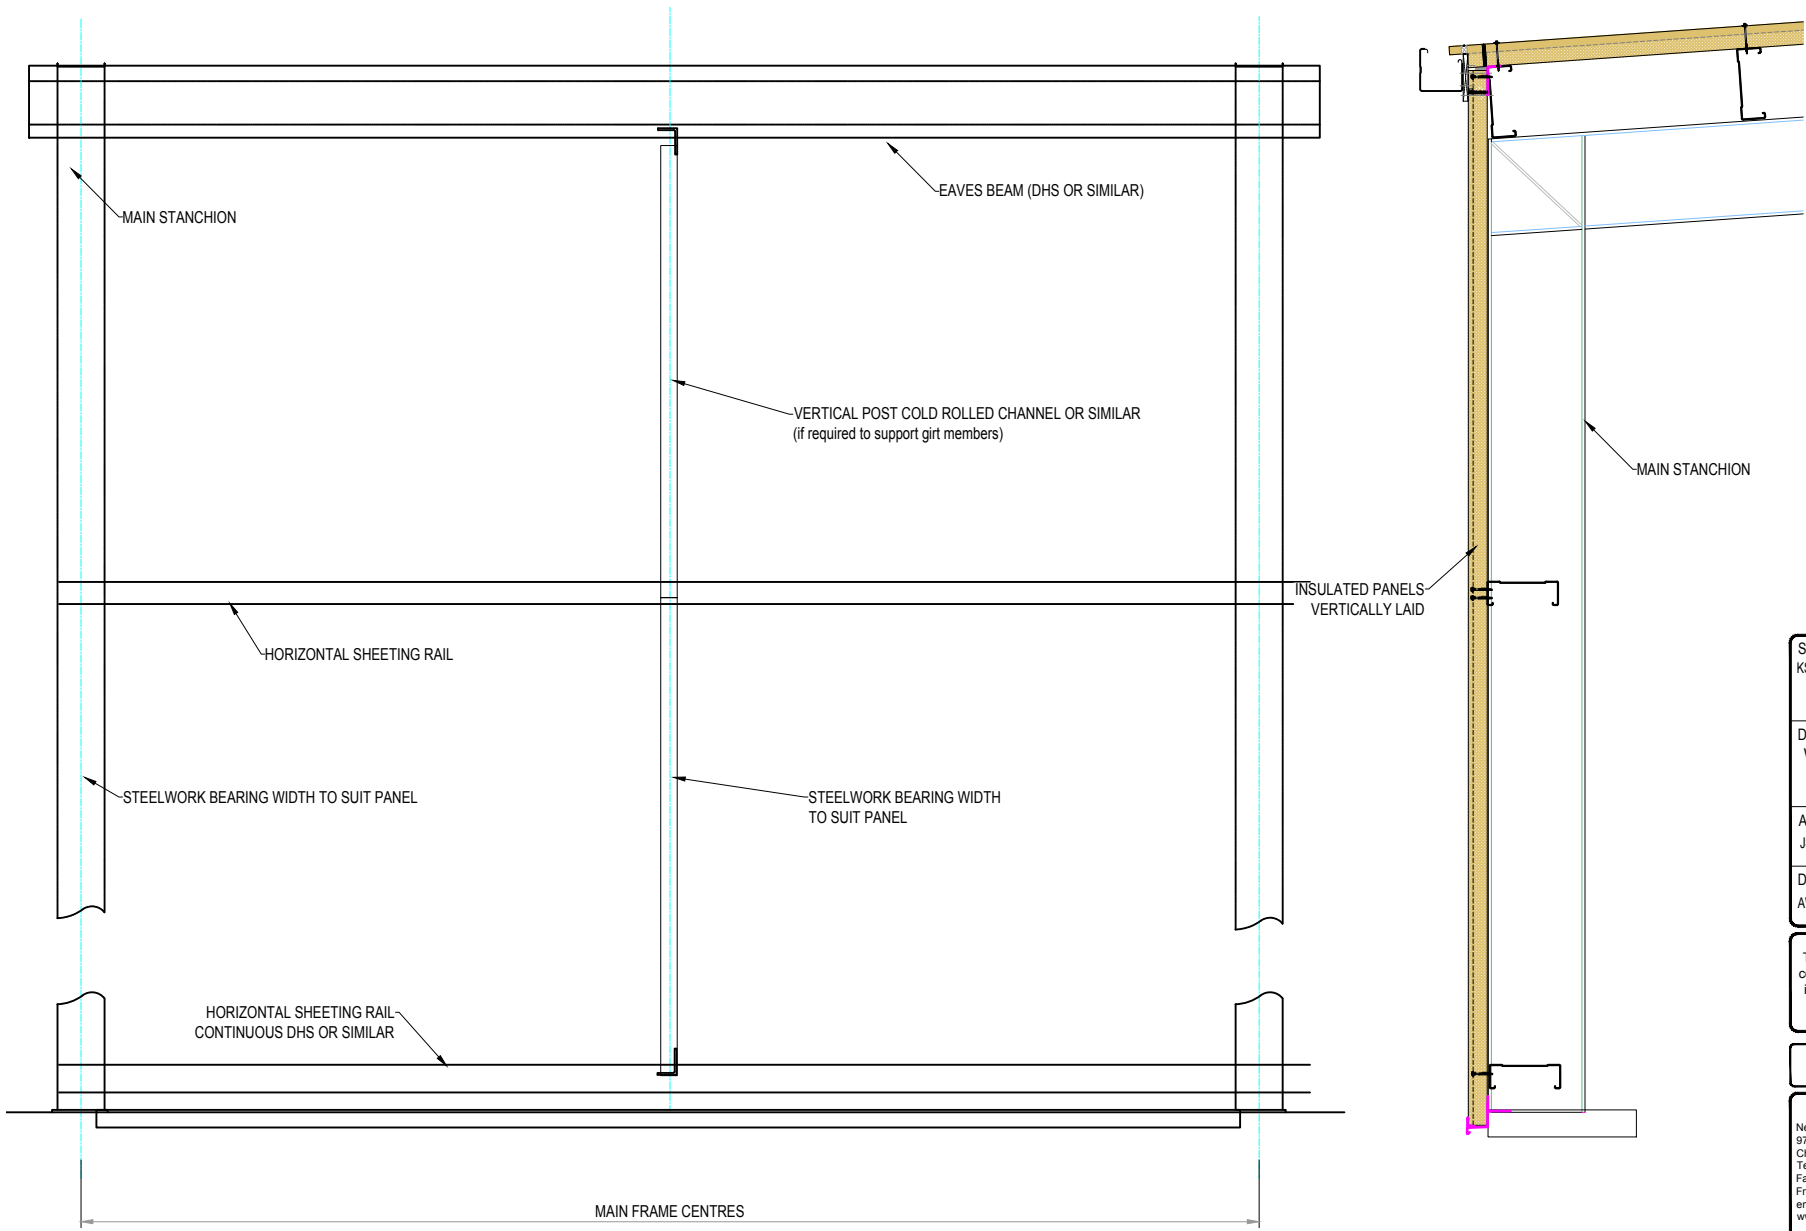 MAIN STANCHION
EAVES BEAM (DHS OR SIMILAR)
VERTICAL POST COLD ROLLED CHANNEL OR SIMILAR
(if required to support girt members)
MAIN STANCHION
INSULATED PANELS
VERTICALLY LAID
HORIZONTAL SHEETING RAIL
STEELWORK BEARING WIDTH TO SUIT PANEL
STEELWORK BEARING WIDTH
TO SUIT PANEL
HORIZONTAL SHEETING RAIL
CONTINUOUS DHS OR SIMILAR
MAIN FRAME CENTRES